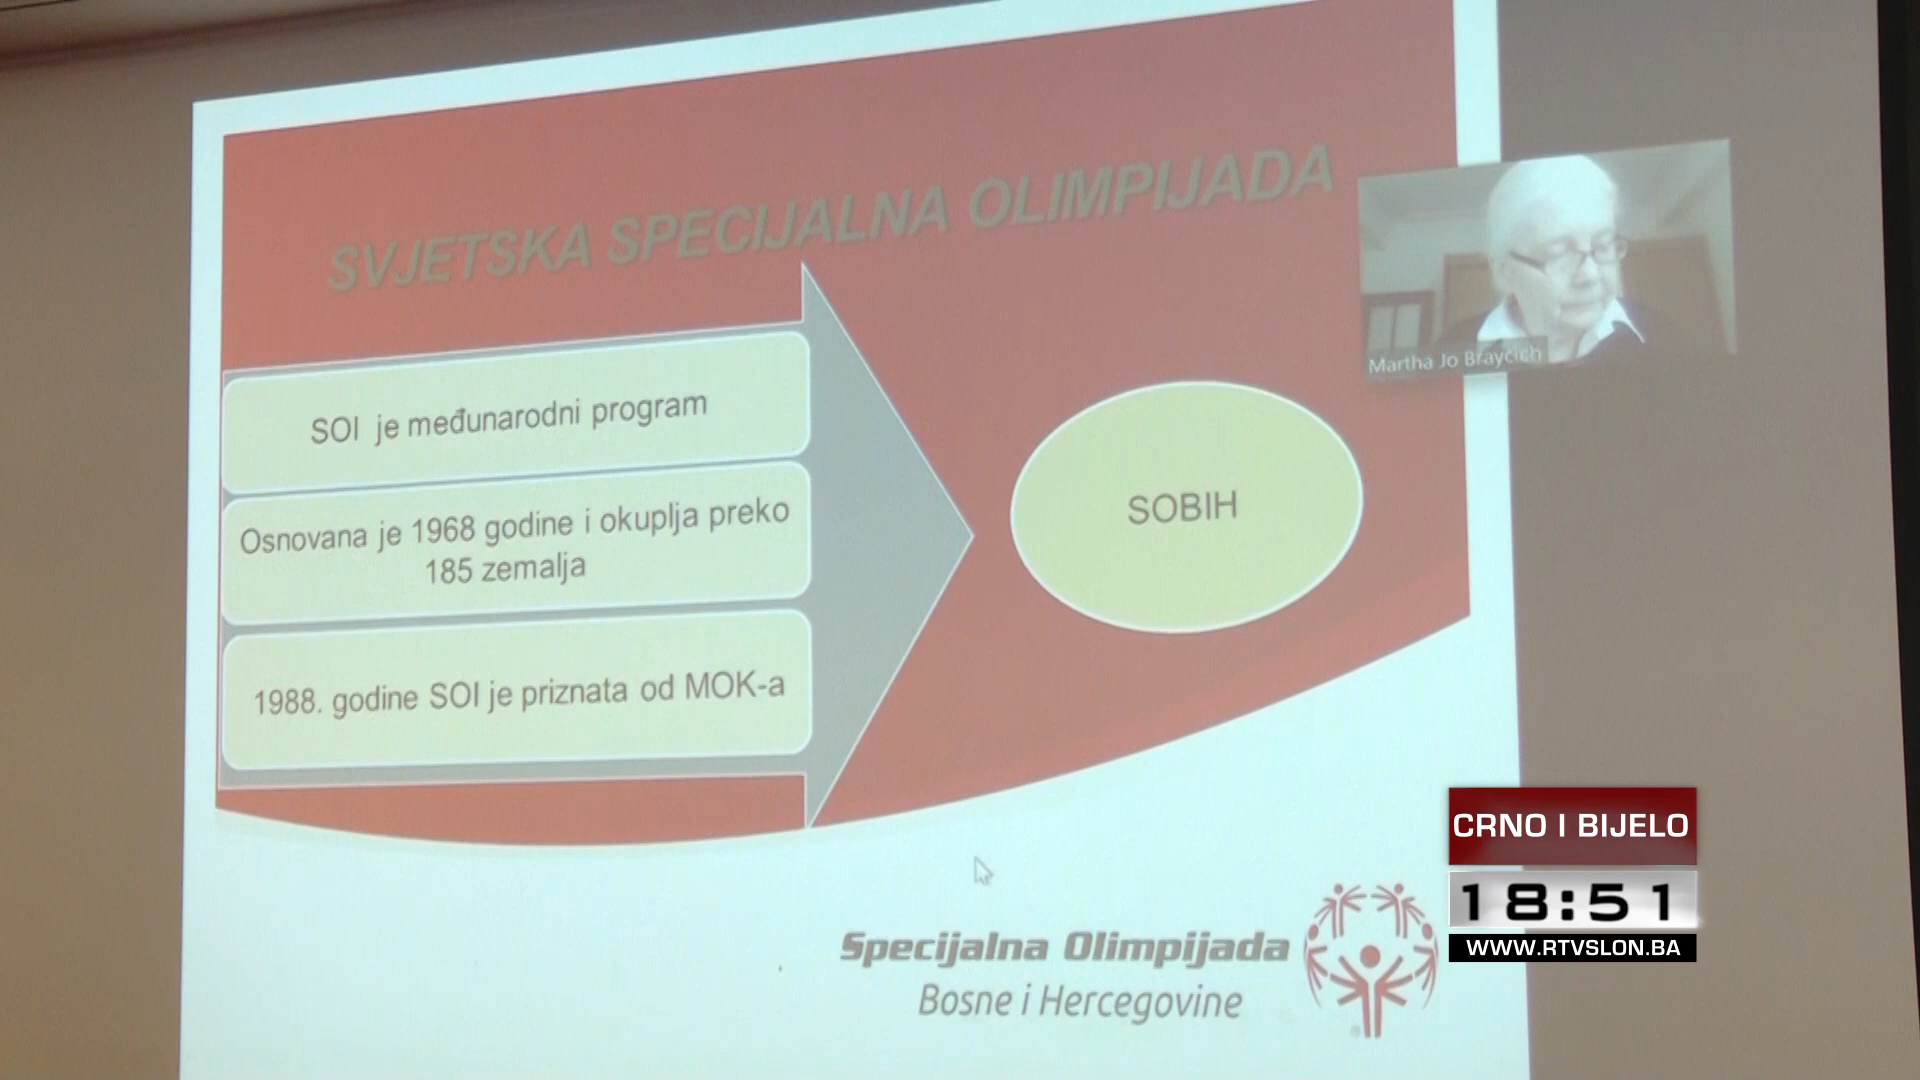 SVJETSKA SPECIJALNA OLIMPIJADA
Martha Jo Braycich
SOI je međunarodni program
Osnovana je 1968 godine i okuplja preko
185 zemalja
1988. godine SOI je priznata od MOK-a
SOBIH
Specijalna Olimpijada
Bosne i Hercegovine
CRNO I BIJELO
18:51
WWW.RTVSLON.BA